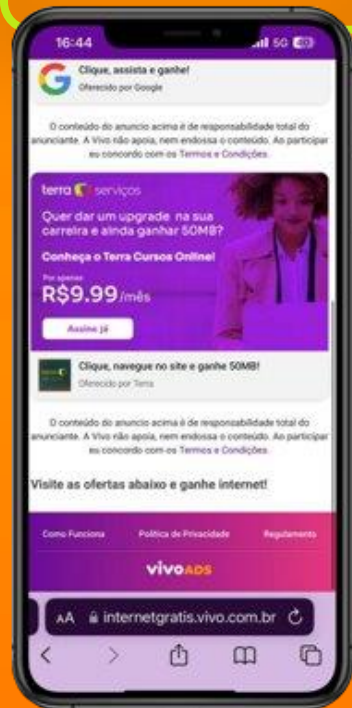 16:44
5G 40
Clique, assista e ganhe!
Oferecido por Google
O conteúdo do anuncio acima é de responsabilidade total do
anunciante. A Vivo não apoia, nem endossa o conteúdo. Ao participar
eu concordo com os Termos e Condições.
terra serviços
Quer dar um upgrade na sua
carreira e ainda ganhar 50MB?
Conheça o Terra Cursos Online!
Por apenas
R$9.99/mês
Assine já
Clique, navegue no site e ganhe 50MB!
Oferecido por Terra
O conteúdo do anuncio acima é de responsabilidade total do
anunciante. A Vivo não apoia, nem endossa o conteúdo. Ao participar
eu concordo com os Termos e Condições.
Visite as ofertas abaixo e ganhe internet!
Como Funciona Política de Privacidade Regulamento
vivoADS
AA internetgratis.vivo.com.br